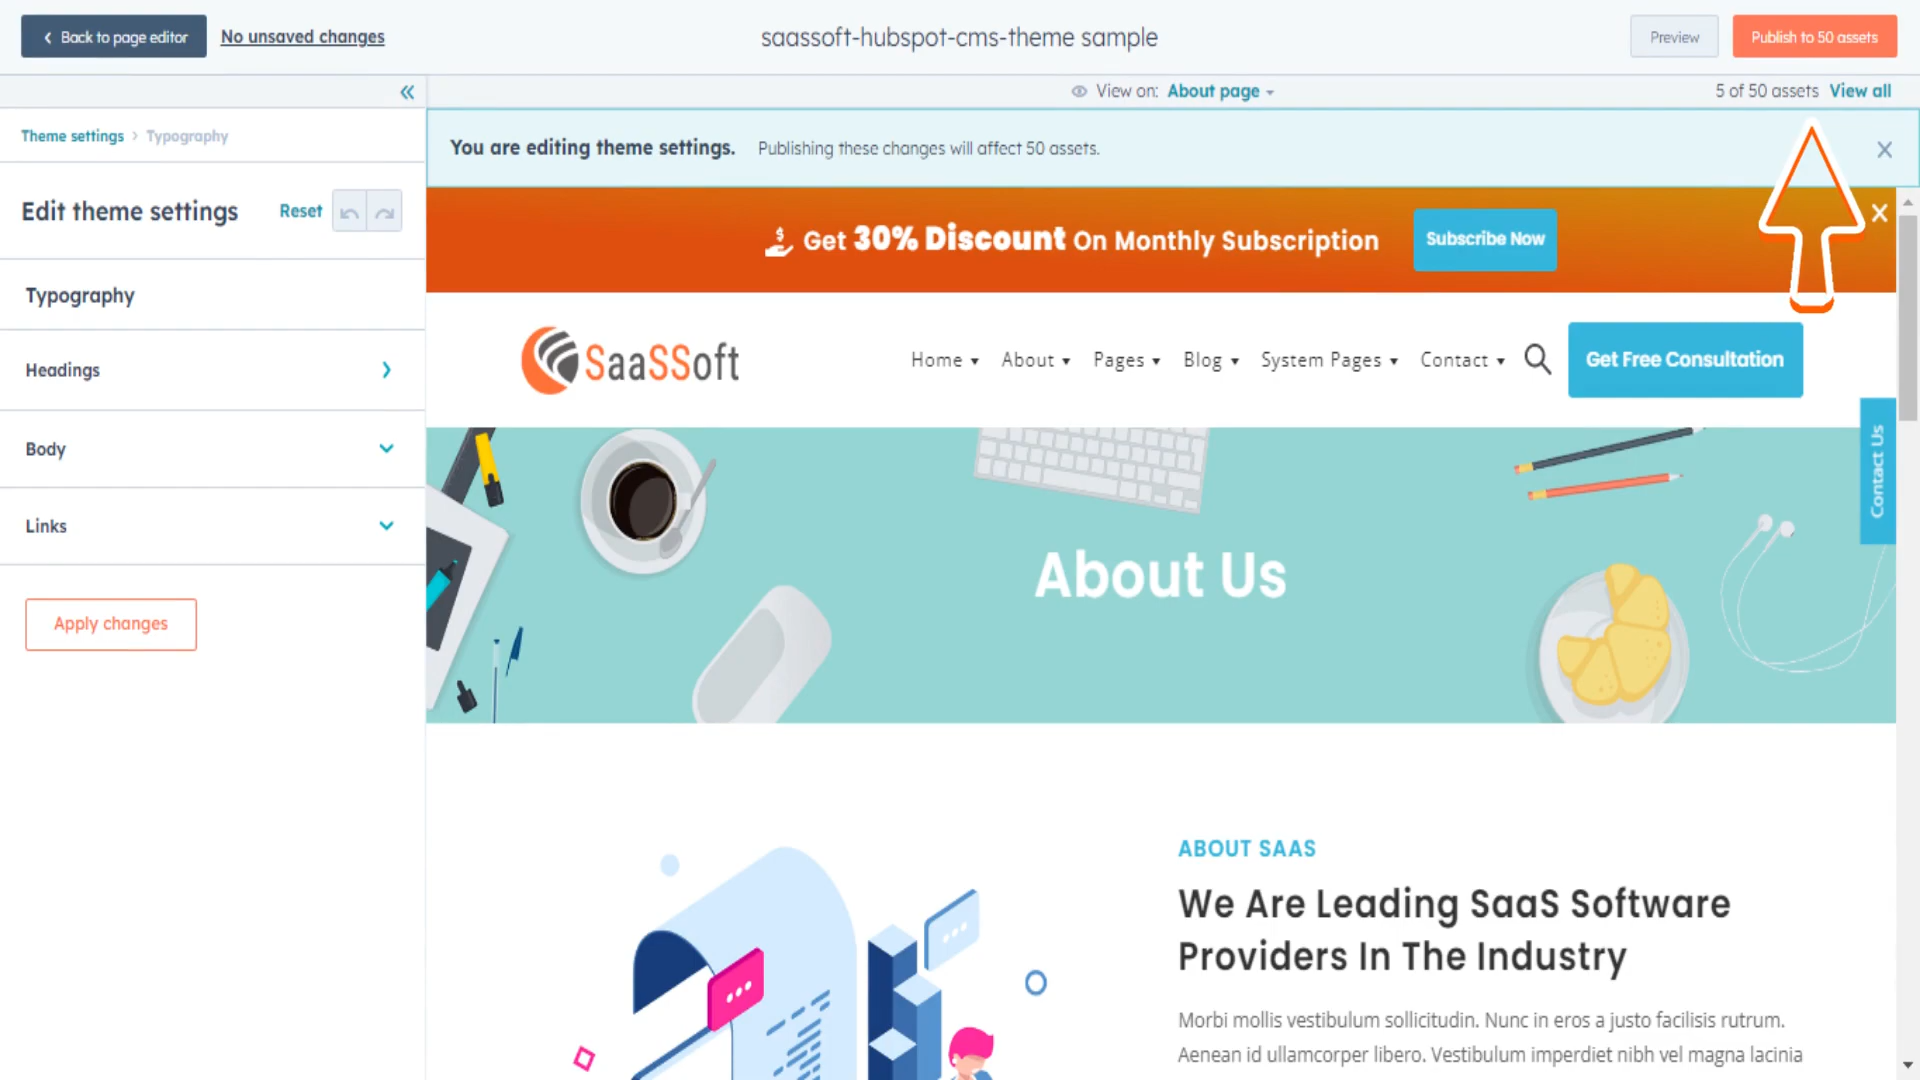 Back to page editor No unsaved changes saassoft-hubspot-cms-theme sample Preview Publish to 50 assets
View on: About page 5 of 50 assets View all
Theme settings > Typography
You are editing theme settings. Publishing these changes will affect 50 assets.
Edit theme settings Reset
Get 30% Discount On Monthly Subscription Subscribe Now
Typography
Headings
Body
Links
Apply changes
SaaSSoft Home About Pages Blog System Pages Contact Get Free Consultation
Contact Us
About Us
ABOUT SAAS
We Are Leading SaaS Software
Providers In The Industry
Morbi mollis vestibulum sollicitudin. Nunc in eros a justo facilisis rutrum.
Aenean id ullamcorper libero. Vestibulum imperdiet nibh vel magna lacinia